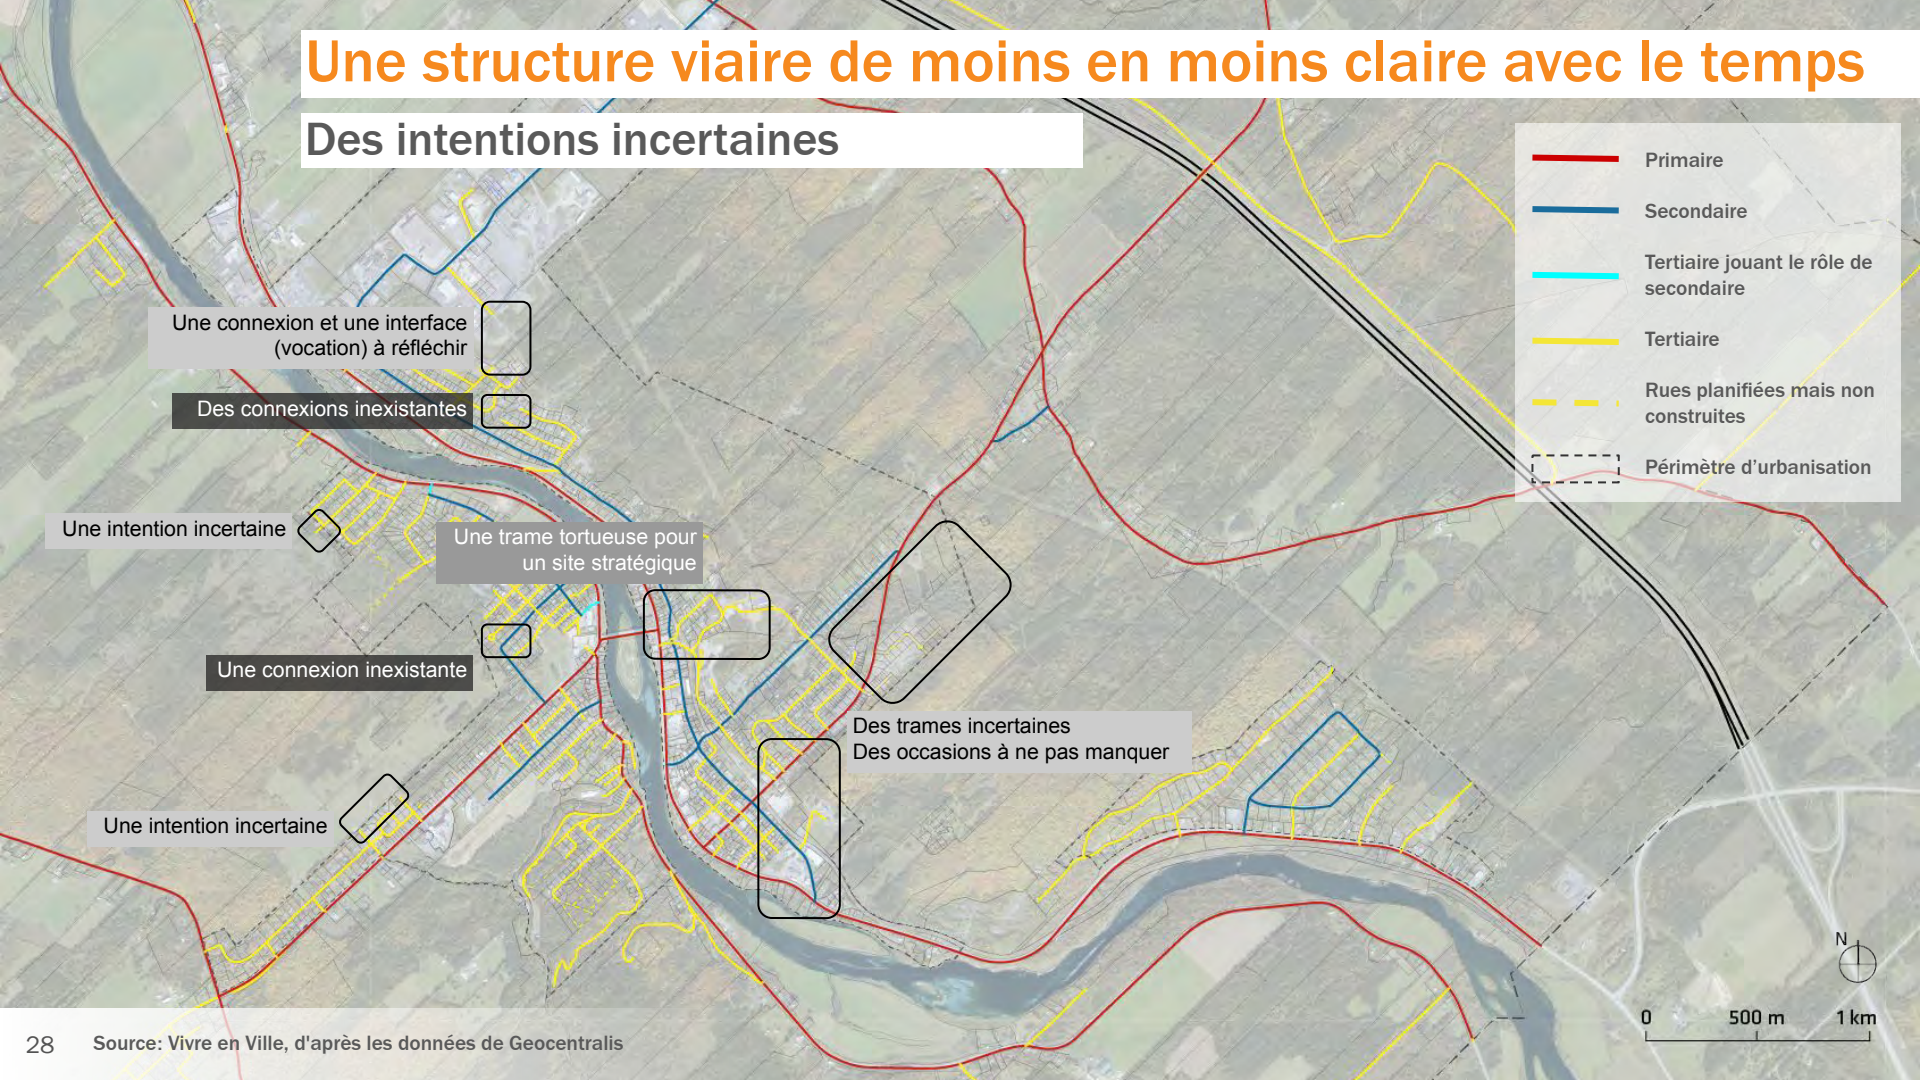 Une structure viaire de moins en moins claire avec le temps
Des intentions incertaines
Primaire
Secondaire
Tertiaire jouant le rôle de
secondaire
Tertiaire
Rues planifiées mais non
construites
Périmètre d'urbanisation
Une connexion et une interface
(vocation) à réfléchir
Des connexions inexistantes
Une intention incertaine
Une trame tortueuse pour
un site stratégique
Une connexion inexistante
Des trames incertaines
Des occasions à ne pas manquer
Une intention incertaine
N
0 500 m 1 km
28 Source: Vivre en Ville, d'après les données de Geocentralis